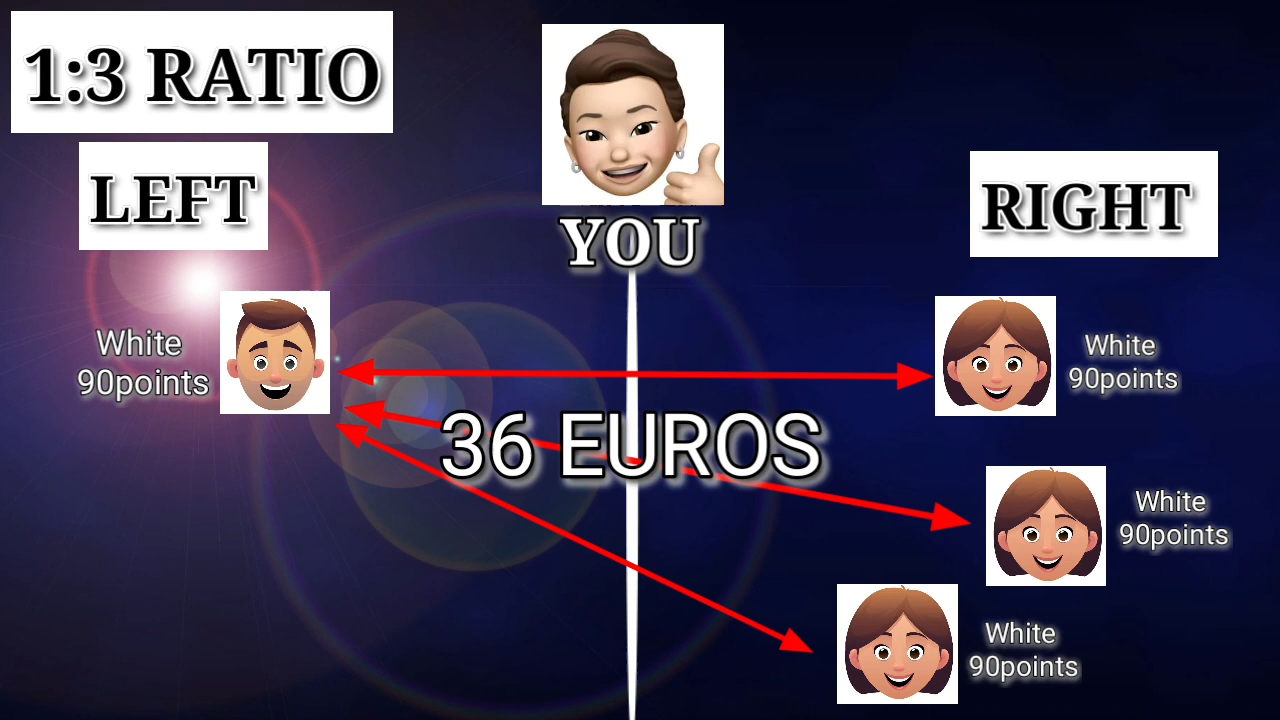 1:3 RATIO
LEFT
YOU
RIGHT
White
90points
White
90points
36 EUROS
White
90points
White
90points